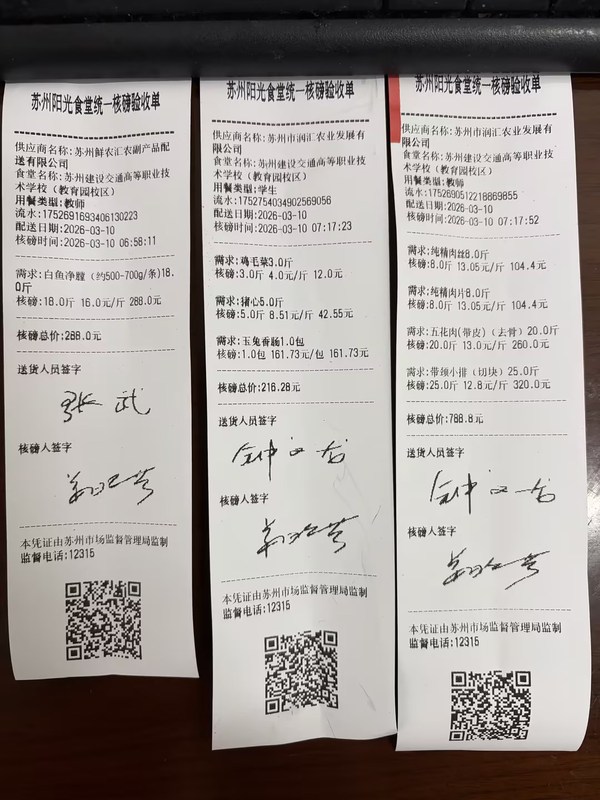 苏州阳光食堂统一核磅验收单
供应商名称:苏州鲜农汇农副产品配
送有限公司
食堂名称:苏州建设交通高等职业技
术学校(教育园校区)
用餐类型:教师
流水:1752691693406130223
配送日期:2026-03-10
核磅时间:2026-03-10 06:58:11
需求:白鱼净膛(约500-700g/条)18.
0斤
核磅:18.0斤 16.0元/斤 288.0元
核磅总价:288.0元
送货人员签字
张武
核磅人签字
本凭证由苏州市场监督管理局监制
监督电话:12315
苏州阳光食堂统一核磅验收单
供应商名称:苏州市润汇农业发展有
限公司
食堂名称:苏州建设交通高等职业技
术学校(教育园校区)
用餐类型:学生
流水:1752754034902569056
配送日期:2026-03-10
核磅时间:2026-03-10 07:17:23
需求:鸡毛菜3.0斤
核磅:3.0斤 4.0元/斤 12.0元
需求:猪心5.0斤
核磅:5.0斤 8.51元/斤 42.55元
需求:玉兔香肠1.0包
核磅:1.0包 161.73元/包 161.73元
核磅总价:216.28元
送货人员签字
核磅人签字
本凭证由苏州市场监督管理局监制
监督电话:12315
苏州阳光食堂统一核磅验收单
供应商名称:苏州市润汇农业发展有
限公司
食堂名称:苏州建设交通高等职业技
术学校(教育园校区)
用餐类型:教师
流水:1752690512218869855
配送日期:2026-03-10
核磅时间:2026-03-10 07:17:52
需求:纯精肉丝8.0斤
核磅:8.0斤 13.05元/斤 104.4元
需求:纯精肉片8.0斤
核磅:8.0斤 13.05元/斤 104.4元
需求:五花肉(带皮)(去骨)20.0斤
核磅:20.0斤 13.0元/斤 260.0元
需求:带颈小排(切块)25.0斤
核磅:25.0斤 12.8元/斤 320.0元
核磅总价:788.8元
送货人员签字
核磅人签字
本凭证由苏州市场监督管理局监制
监督电话:12315